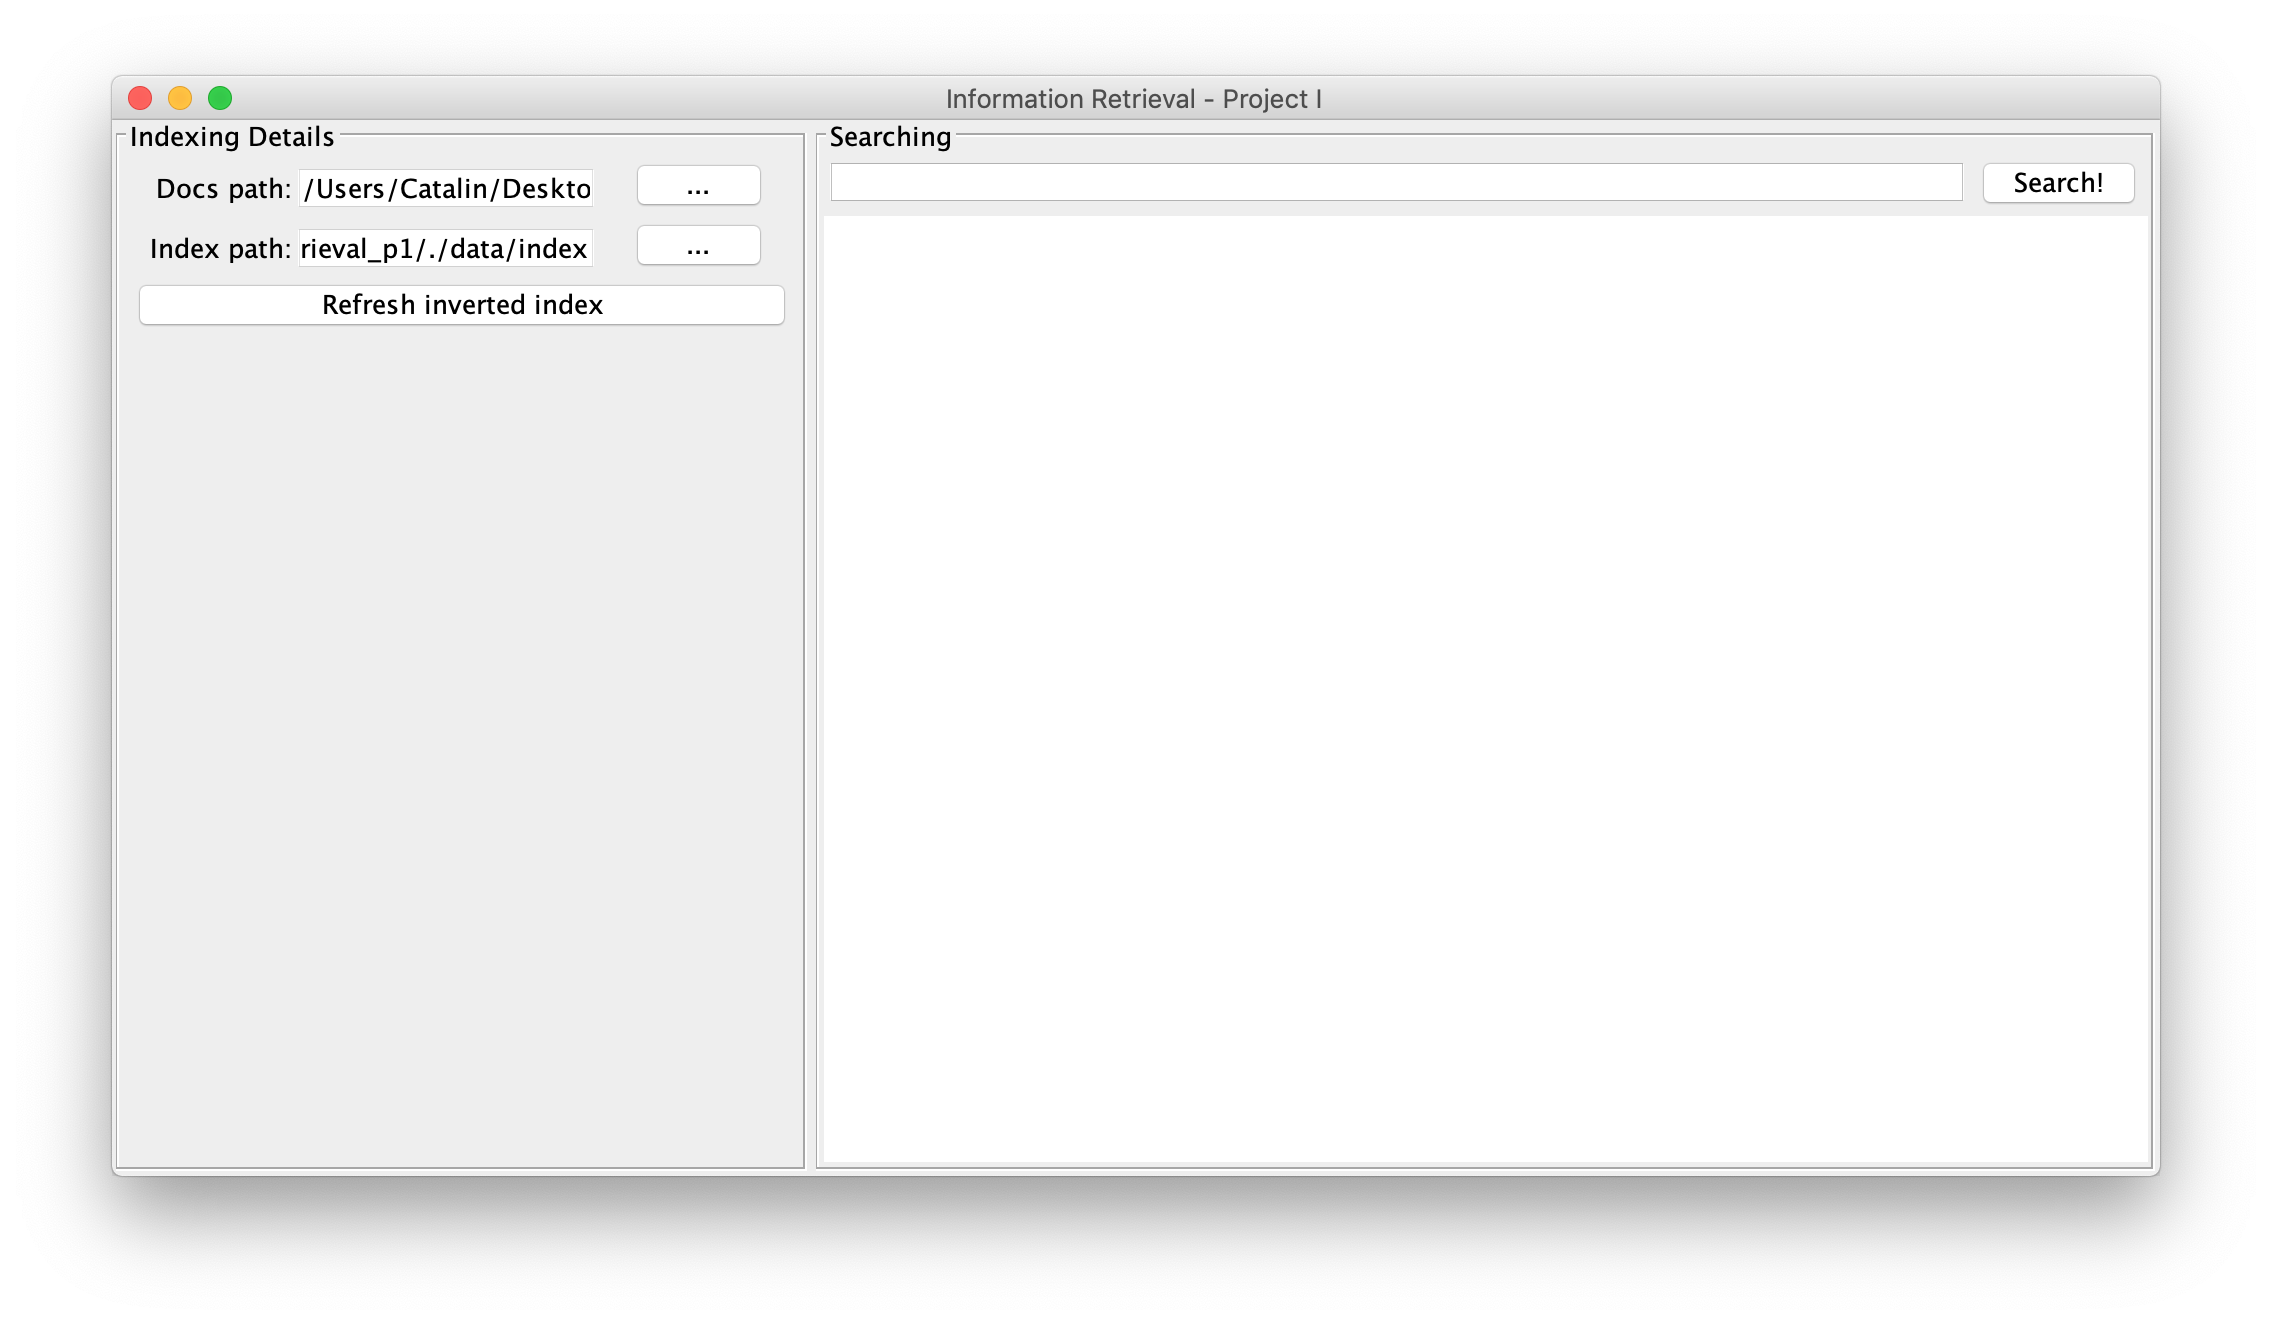 Information Retrieval - Project I
Indexing Details
Docs path: /Users/Catalin/Deskto ...
Index path: rieval_p1/./data/index ...
Refresh inverted index
Searching
Search!